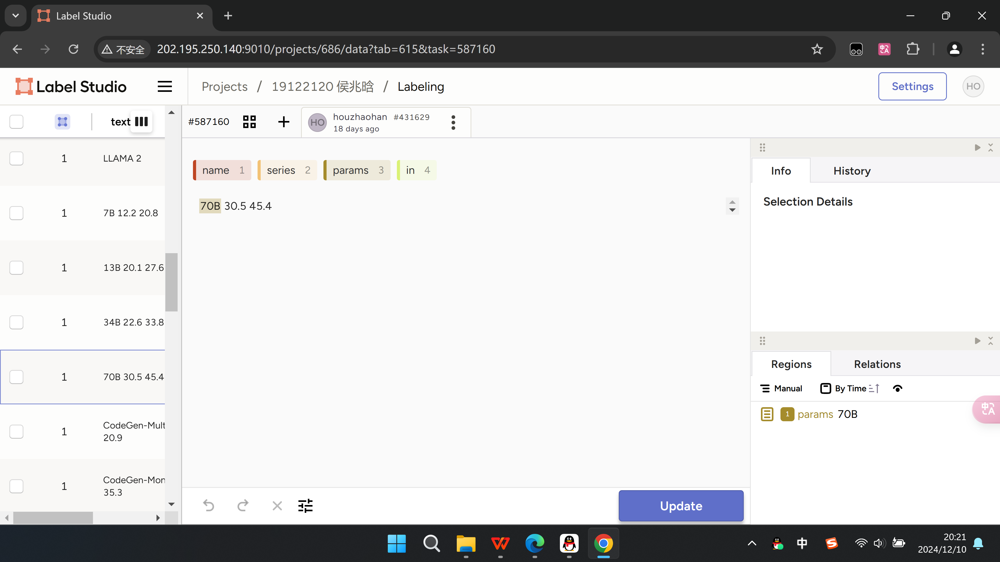 Label Studio
不安全
202.195.250.140:9010/projects/686/data?tab=615&task=587160
Label Studio
Projects / 19122120 侯兆晗 / Labeling
Settings
HO
text
#587160
HO
houzhaohan #431629
18 days ago
1 LLAMA 2
1 7B 12.2 20.8
1 13B 20.1 27.6
1 34B 22.6 33.8
1 70B 30.5 45.4
1 CodeGen-Mult
20.9
1 CodeGen-Mon
35.3
name 1 series 2 params 3 in 4
70B 30.5 45.4
Update
Info History
Selection Details
Regions Relations
Manual By Time
1 params 70B
中A
中
20:21
2024/12/10